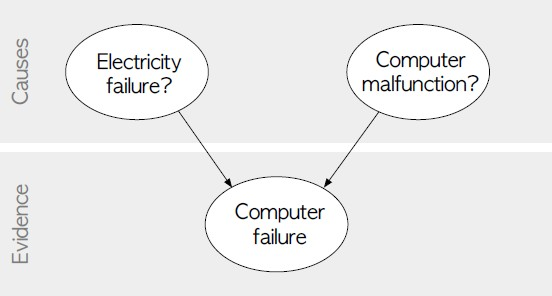 Causes
Electricity
failure?
Computer
malfunction?
Evidence
Computer
failure